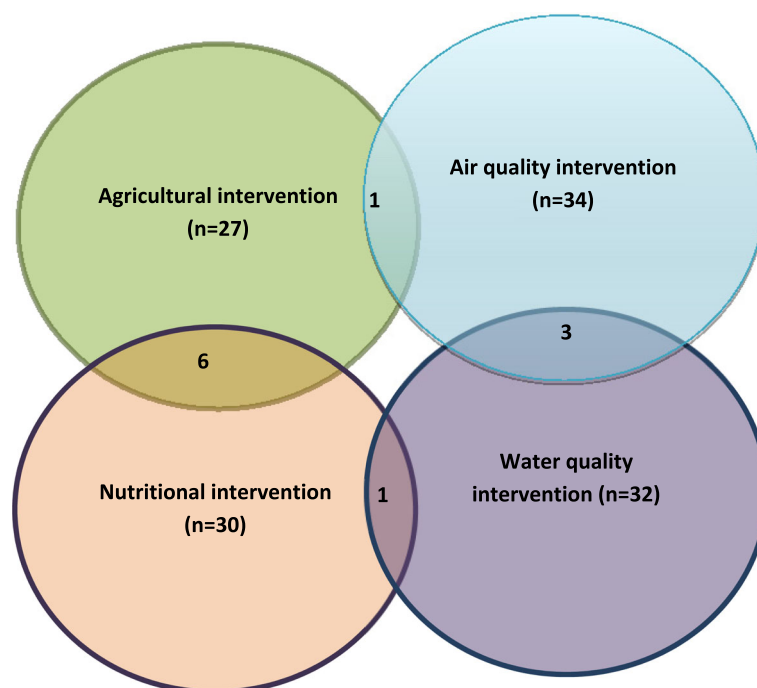 Agricultural intervention
(n=27)
1
Air quality intervention
(n=34)
6
3
Nutritional intervention
(n=30)
1
Water quality
intervention (n=32)